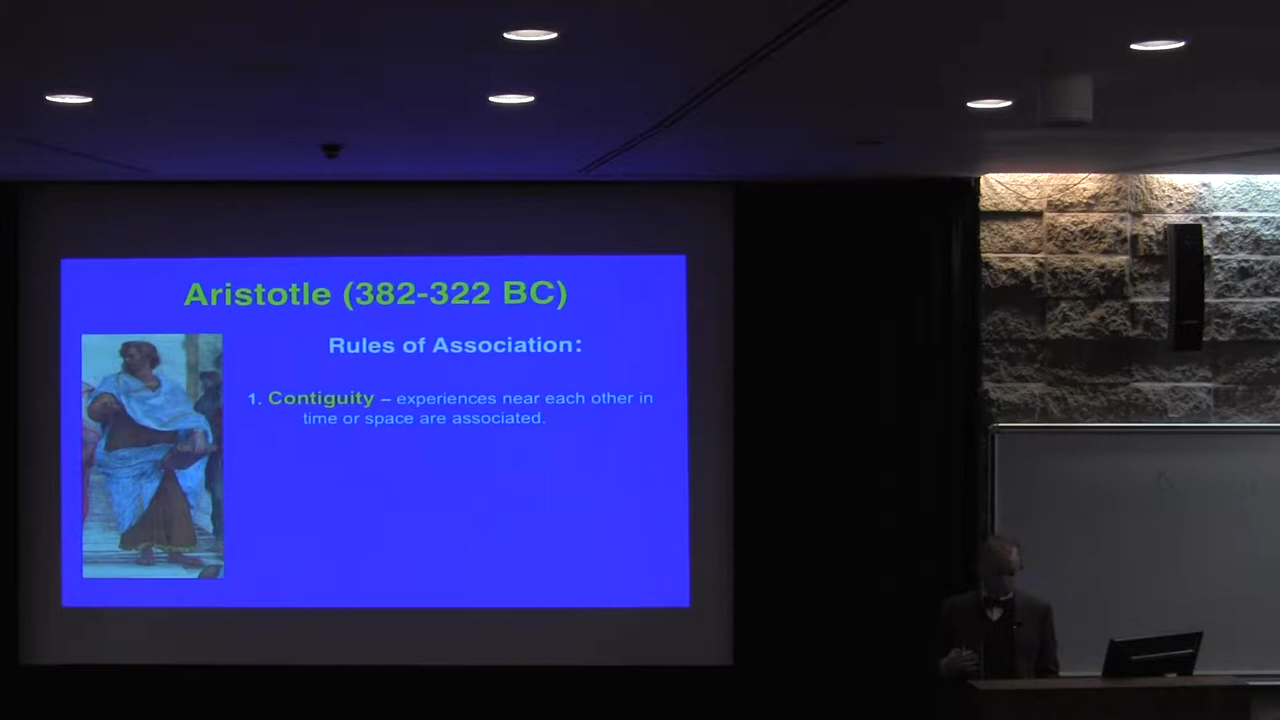 Aristotle (382-322 BC)
Rules of Association:
1. Contiguity – experiences near each other in
time or space are associated.